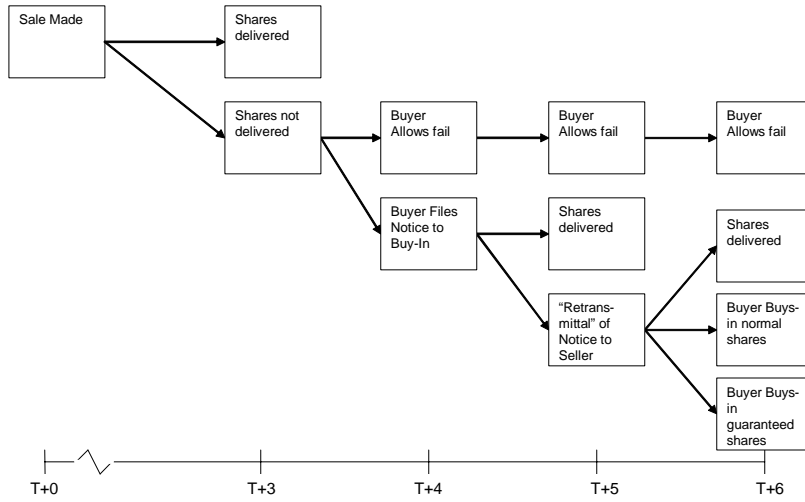 Sale Made
Shares
delivered
Shares not
delivered
Buyer
Allows fail
Buyer
Allows fail
Buyer
Allows fail
Buyer Files
Notice to
Buy-In
Shares
delivered
Shares
delivered
“Retrans-
mittal” of
Notice to
Seller
Buyer Buys-
in normal
shares
Buyer Buys-
in
guaranteed
shares
T+0
T+3
T+4
T+5
T+6